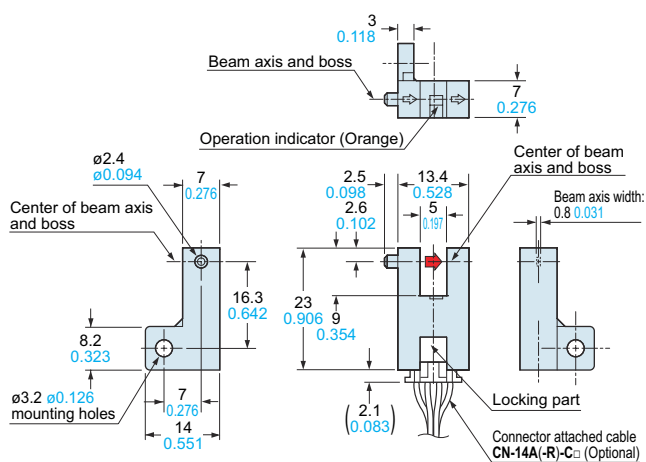 3
0.118
Beam axis and boss
7
0.276
Operation indicator (Orange)
ø2.4
ø0.094
7
0.276
2.5
0.098
13.4
0.528
Center of beam
axis and boss
2.6
0.102
5
0.197
Beam axis width:
0.8 0.031
Center of beam axis
and boss
16.3
0.642
23
0.906
9
0.354
8.2
0.323
ø3.2 ø0.126
mounting holes
7
0.276
14
0.551
(2.1
0.083)
Locking part
Connector attached cable
CN-14A(-R)-C□ (Optional)